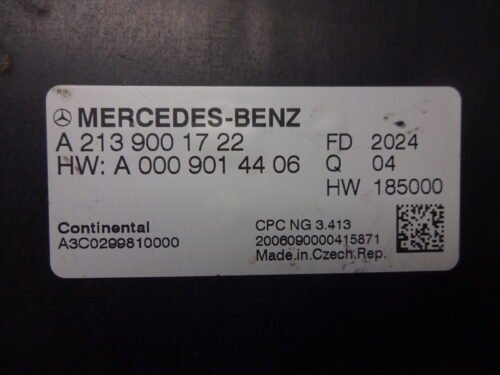 MERCEDES-BENZ
A 213 900 17 22 FD 2024
HW: A 000 901 44 06 Q 04
HW 185000
Continental CPC NG 3.413
A3C0299810000 2006090000415871
Made.in.Czech.Rep.